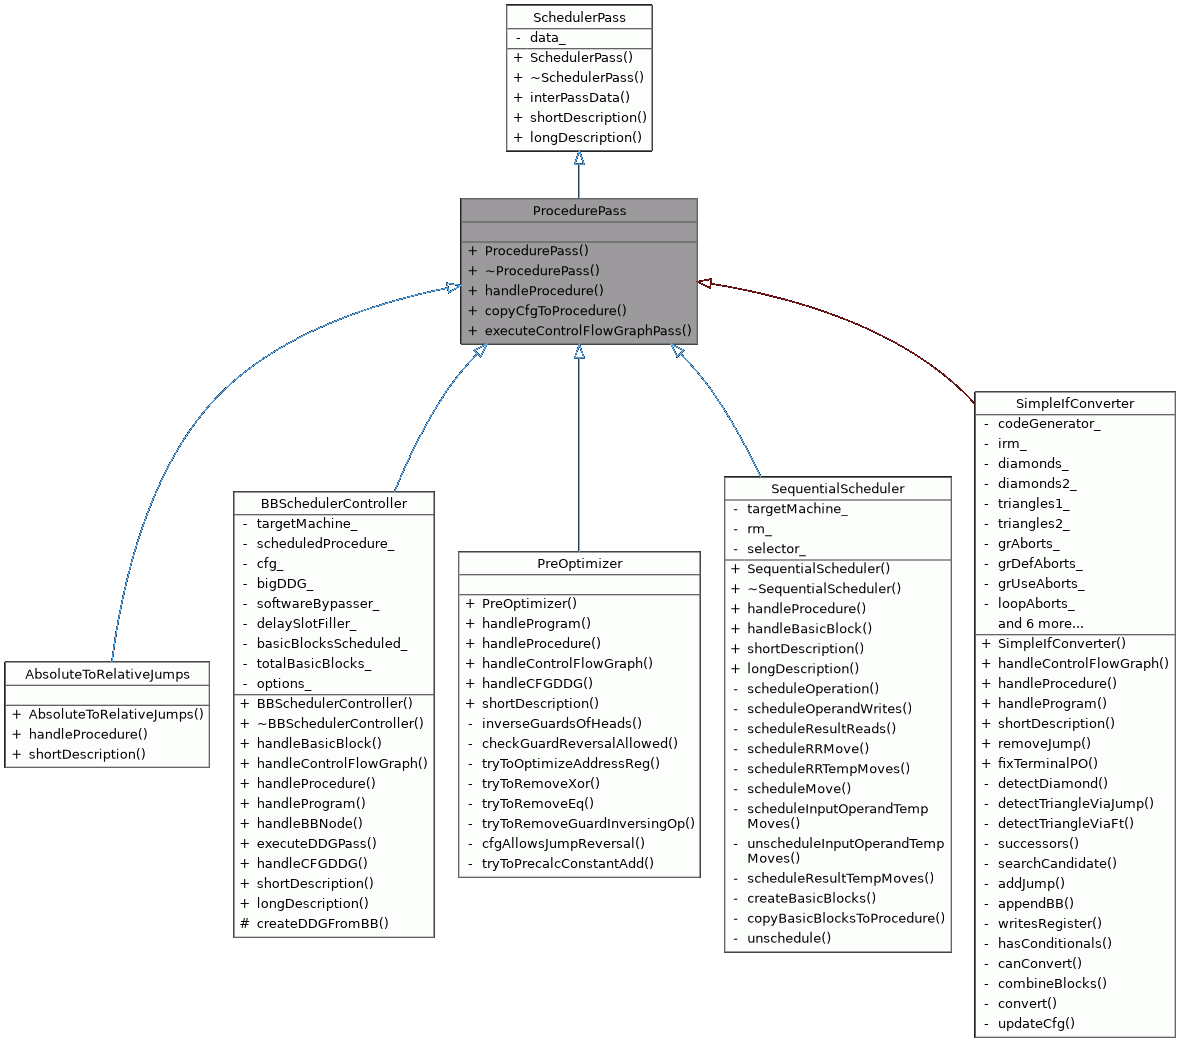 SchedulerPass
- data_
+ SchedulerPass()
+ ~SchedulerPass()
+ interPassData()
+ shortDescription()
+ longDescription()
ProcedurePass
+ ProcedurePass()
+ ~ProcedurePass()
+ handleProcedure()
+ copyCfgToProcedure()
+ executeControlFlowGraphPass()
AbsoluteToRelativeJumps
+ AbsoluteToRelativeJumps()
+ handleProcedure()
+ shortDescription()
BBSchedulerController
- targetMachine_
- scheduledProcedure_
- cfg_
- bigDDG_
- softwareBypasser_
- delaySlotFiller_
- basicBlocksScheduled_
- totalBasicBlocks_
- options_
+ BBSchedulerController()
+ ~BBSchedulerController()
+ handleBasicBlock()
+ handleControlFlowGraph()
+ handleProcedure()
+ handleProgram()
+ handleBBNode()
+ executeDDGPass()
+ handleCFGDDG()
+ shortDescription()
+ longDescription()
# createDDGFromBB()
PreOptimizer
+ PreOptimizer()
+ handleProgram()
+ handleProcedure()
+ handleControlFlowGraph()
+ handleCFGDDG()
+ shortDescription()
- inverseGuardsOfHeads()
- checkGuardReversalAllowed()
- tryToOptimizeAddressReg()
- tryToRemoveXor()
- tryToRemoveEq()
- tryToRemoveGuardInversingOp()
- cfgAllowsJumpReversal()
- tryToPrecalcConstantAdd()
SequentialScheduler
- targetMachine_
- rm_
- selector_
+ SequentialScheduler()
+ ~SequentialScheduler()
+ handleProcedure()
+ handleBasicBlock()
+ shortDescription()
+ longDescription()
- scheduleOperation()
- scheduleOperandWrites()
- scheduleResultReads()
- scheduleRRMove()
- scheduleRRTempMoves()
- scheduleMove()
- scheduleInputOperandTemp
Moves()
- unscheduleInputOperandTemp
Moves()
- scheduleResultTempMoves()
- createBasicBlocks()
- copyBasicBlocksToProcedure()
- unschedule()
SimpleIfConverter
- codeGenerator_
- irm_
- diamonds_
- diamonds2_
- triangles1_
- triangles2_
- grAborts_
- grDefAborts_
- grUseAborts_
- loopAborts_
and 6 more...
+ SimpleIfConverter()
+ handleControlFlowGraph()
+ handleProcedure()
+ handleProgram()
+ shortDescription()
+ removeJump()
+ fixTerminalPO()
- detectDiamond()
- detectTriangleViaJump()
- detectTriangleViaFt()
- successors()
- searchCandidate()
- addJump()
- appendBB()
- writesRegister()
- hasConditionals()
- canConvert()
- combineBlocks()
- convert()
- updateCfg()